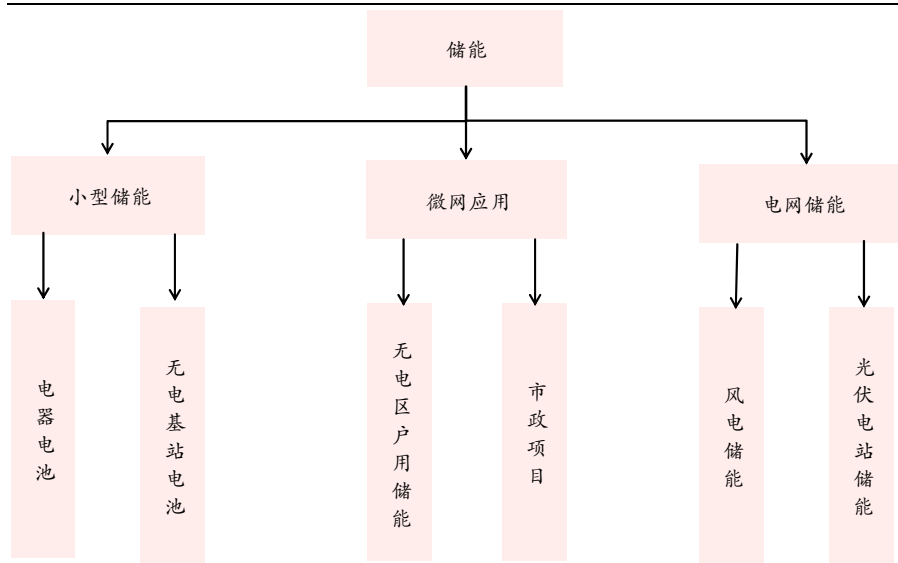 储能
小型储能
微网应用
电网储能
电器电池
无电基站电池
无电区户用储能
市政项目
风电储能
光伏电站储能